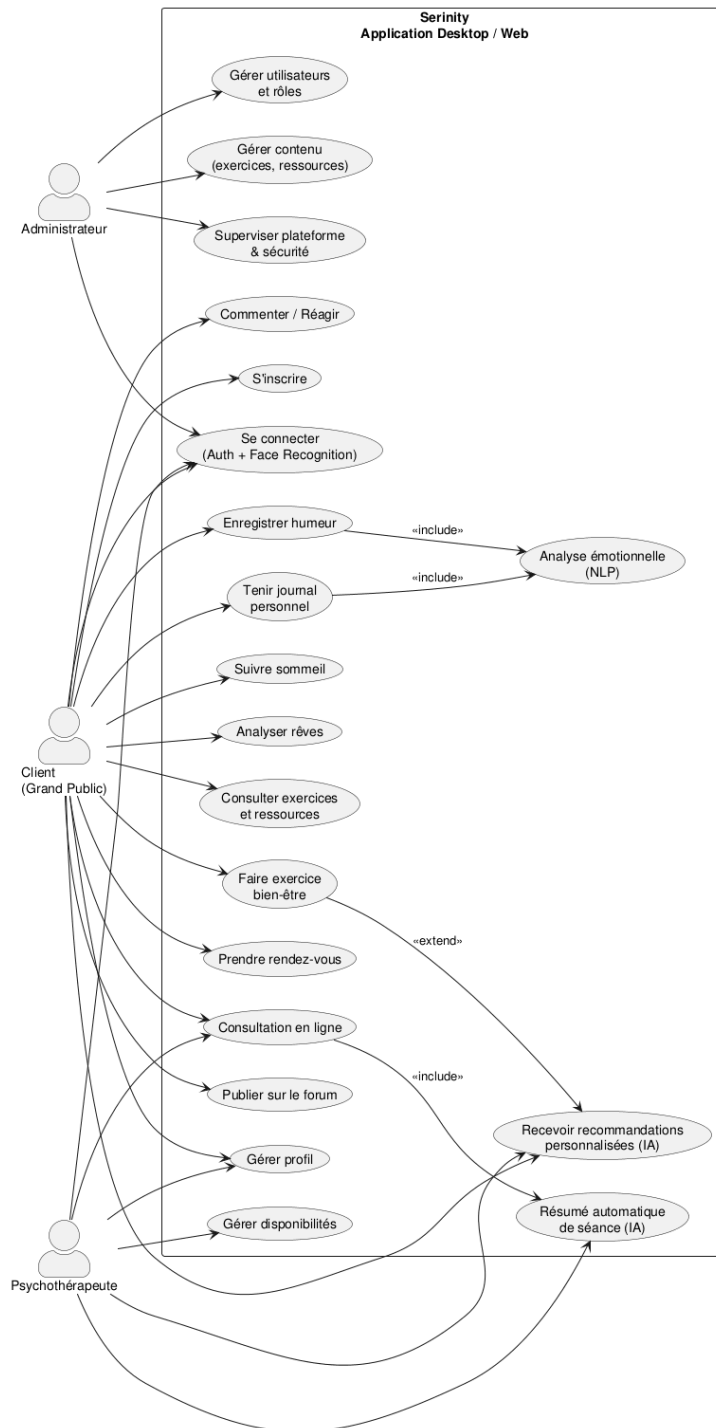 Serinity
Application Desktop / Web
Gérer utilisateurs
et rôles
Gérer contenu
(exercices, ressources)
Administrateur
Superviser plateforme
& sécurité
Commenter / Réagir
S'inscrire
Se connecter
(Auth + Face Recognition)
Enregistrer humeur
«include»
Analyse émotionnelle
(NLP)
Tenir journal
personnel
«include»
Suivre sommeil
Analyser rêves
Client
(Grand Public)
Consulter exercices
et ressources
Faire exercice
bien-être
«extend»
Prendre rendez-vous
Consultation en ligne
«include»
Publier sur le forum
Recevoir recommandations
personnalisées (IA)
Gérer profil
Gérer disponibilités
Résumé automatique
de séance (IA)
Psychothérapeute